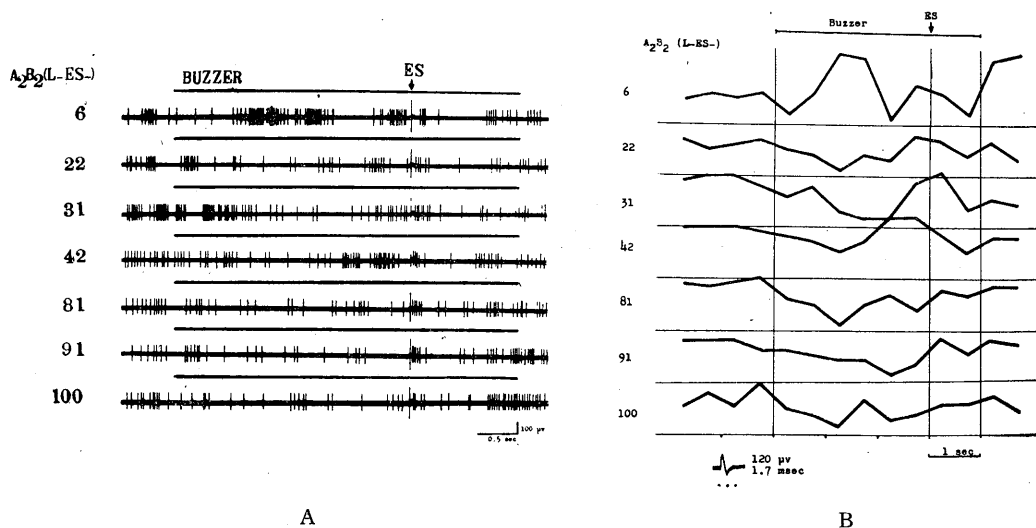 A₂B₂(L-ES-)
BUZZER
ES
6
22
31
42
81
91
100
100 μv
0.5 sec
A
ES
Buzzer
A₂B₂ (L-ES-)
6
22
31
42
81
91
100
120 μv
1.7 msec
1 sec
B